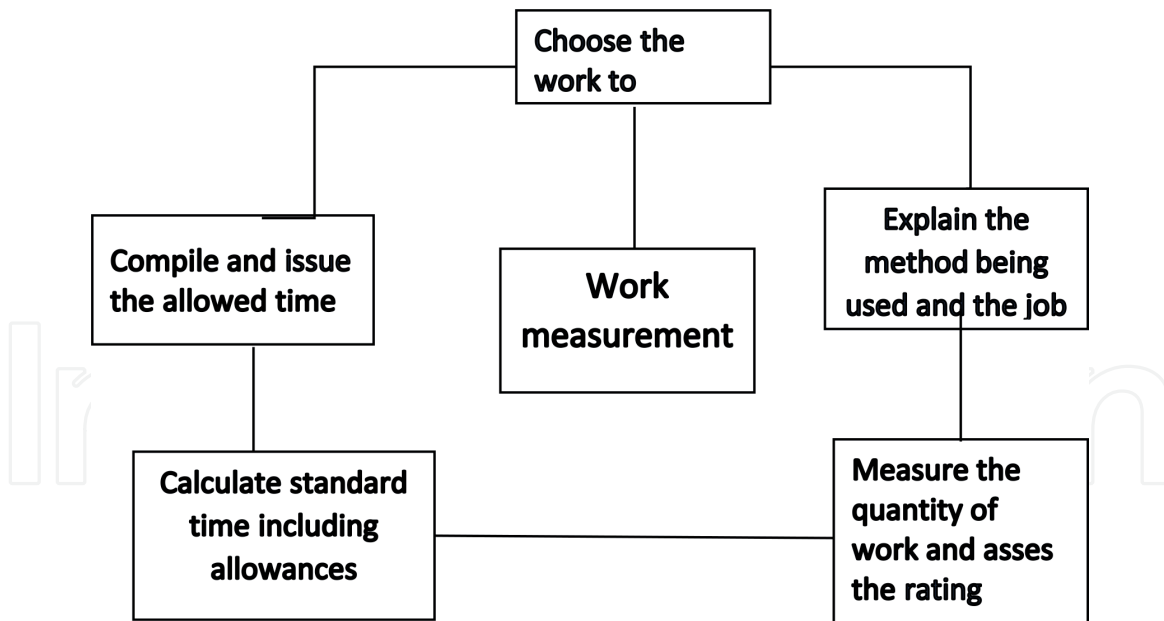 Choose the
work to
Compile and issue
the allowed time
Work
measurement
Explain the
method being
used and the job
Calculate standard
time including
allowances
Measure the
quantity of
work and asses
the rating